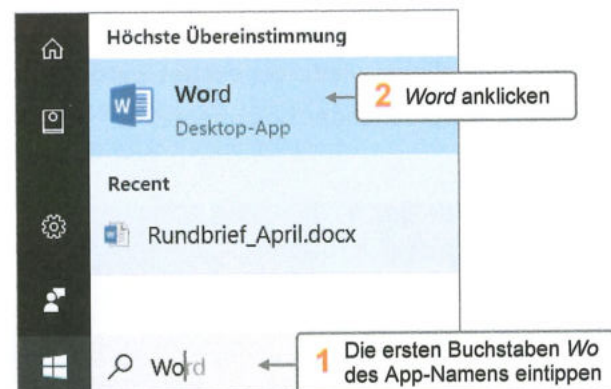 Höchste Übereinstimmung
Word
Desktop-App
2 Word anklicken
Recent
Rundbrief_April.docx
Word
1 Die ersten Buchstaben Wo
des App-Namens eintippen